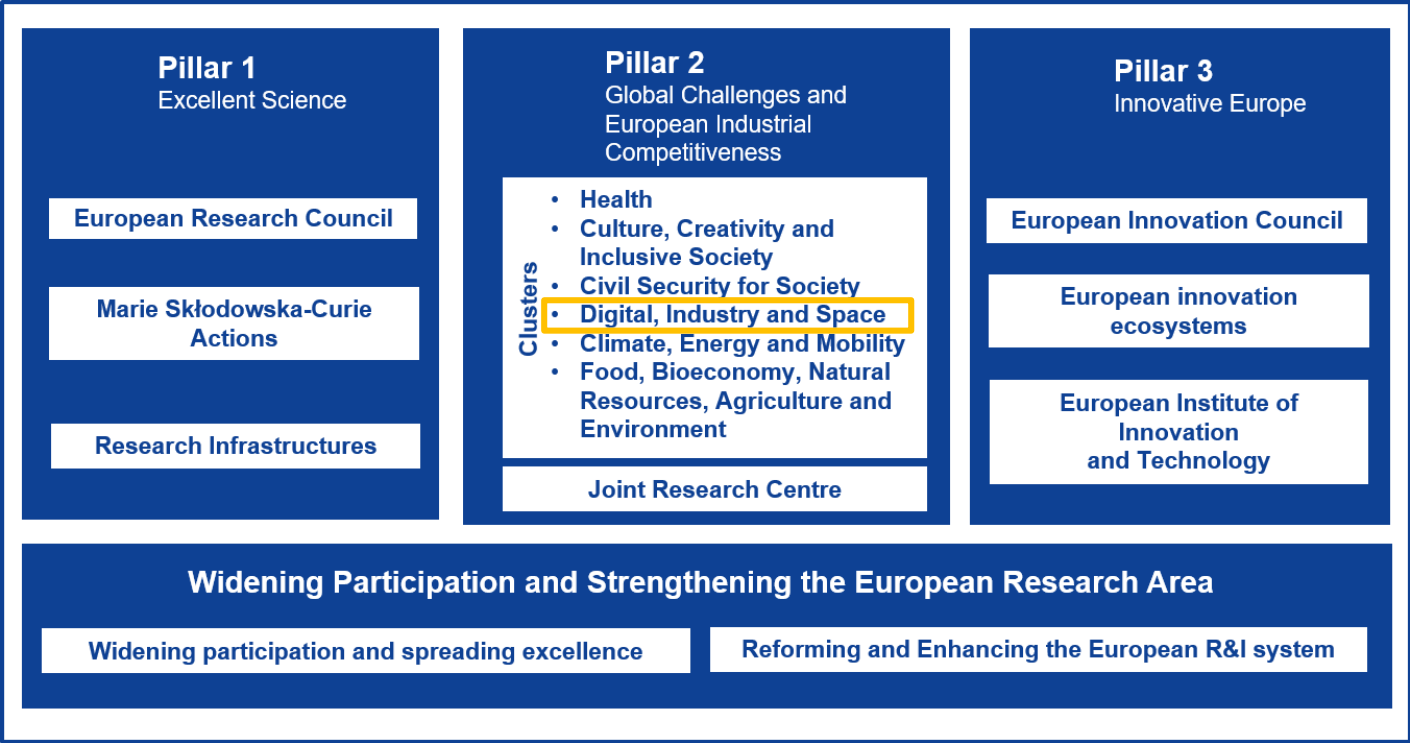 Pillar 1
Excellent Science
European Research Council
Marie Skłodowska-Curie
Actions
Research Infrastructures
Pillar 2
Global Challenges and
European Industrial
Competitiveness
Clusters
• Health
• Culture, Creativity and
Inclusive Society
• Civil Security for Society
• Digital, Industry and Space
• Climate, Energy and Mobility
• Food, Bioeconomy, Natural
Resources, Agriculture and
Environment
Joint Research Centre
Pillar 3
Innovative Europe
European Innovation Council
European innovation
ecosystems
European Institute of
Innovation
and Technology
Widening Participation and Strengthening the European Research Area
Widening participation and spreading excellence
Reforming and Enhancing the European R&I system